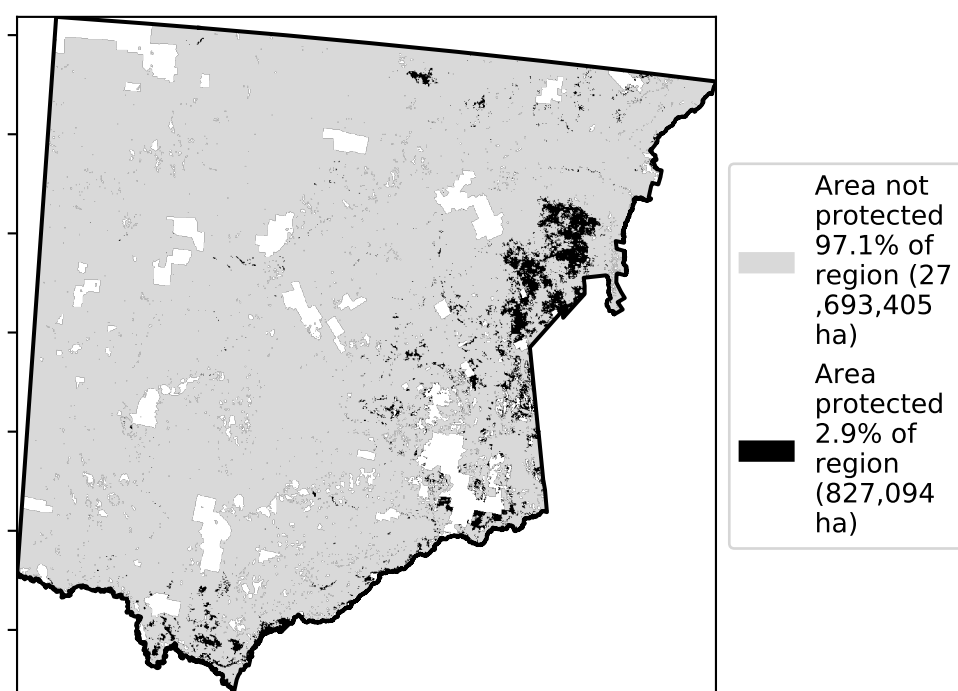 Area not
protected
97.1% of
region (27
,693,405
ha)
Area
protected
2.9% of
region
(827,094
ha)